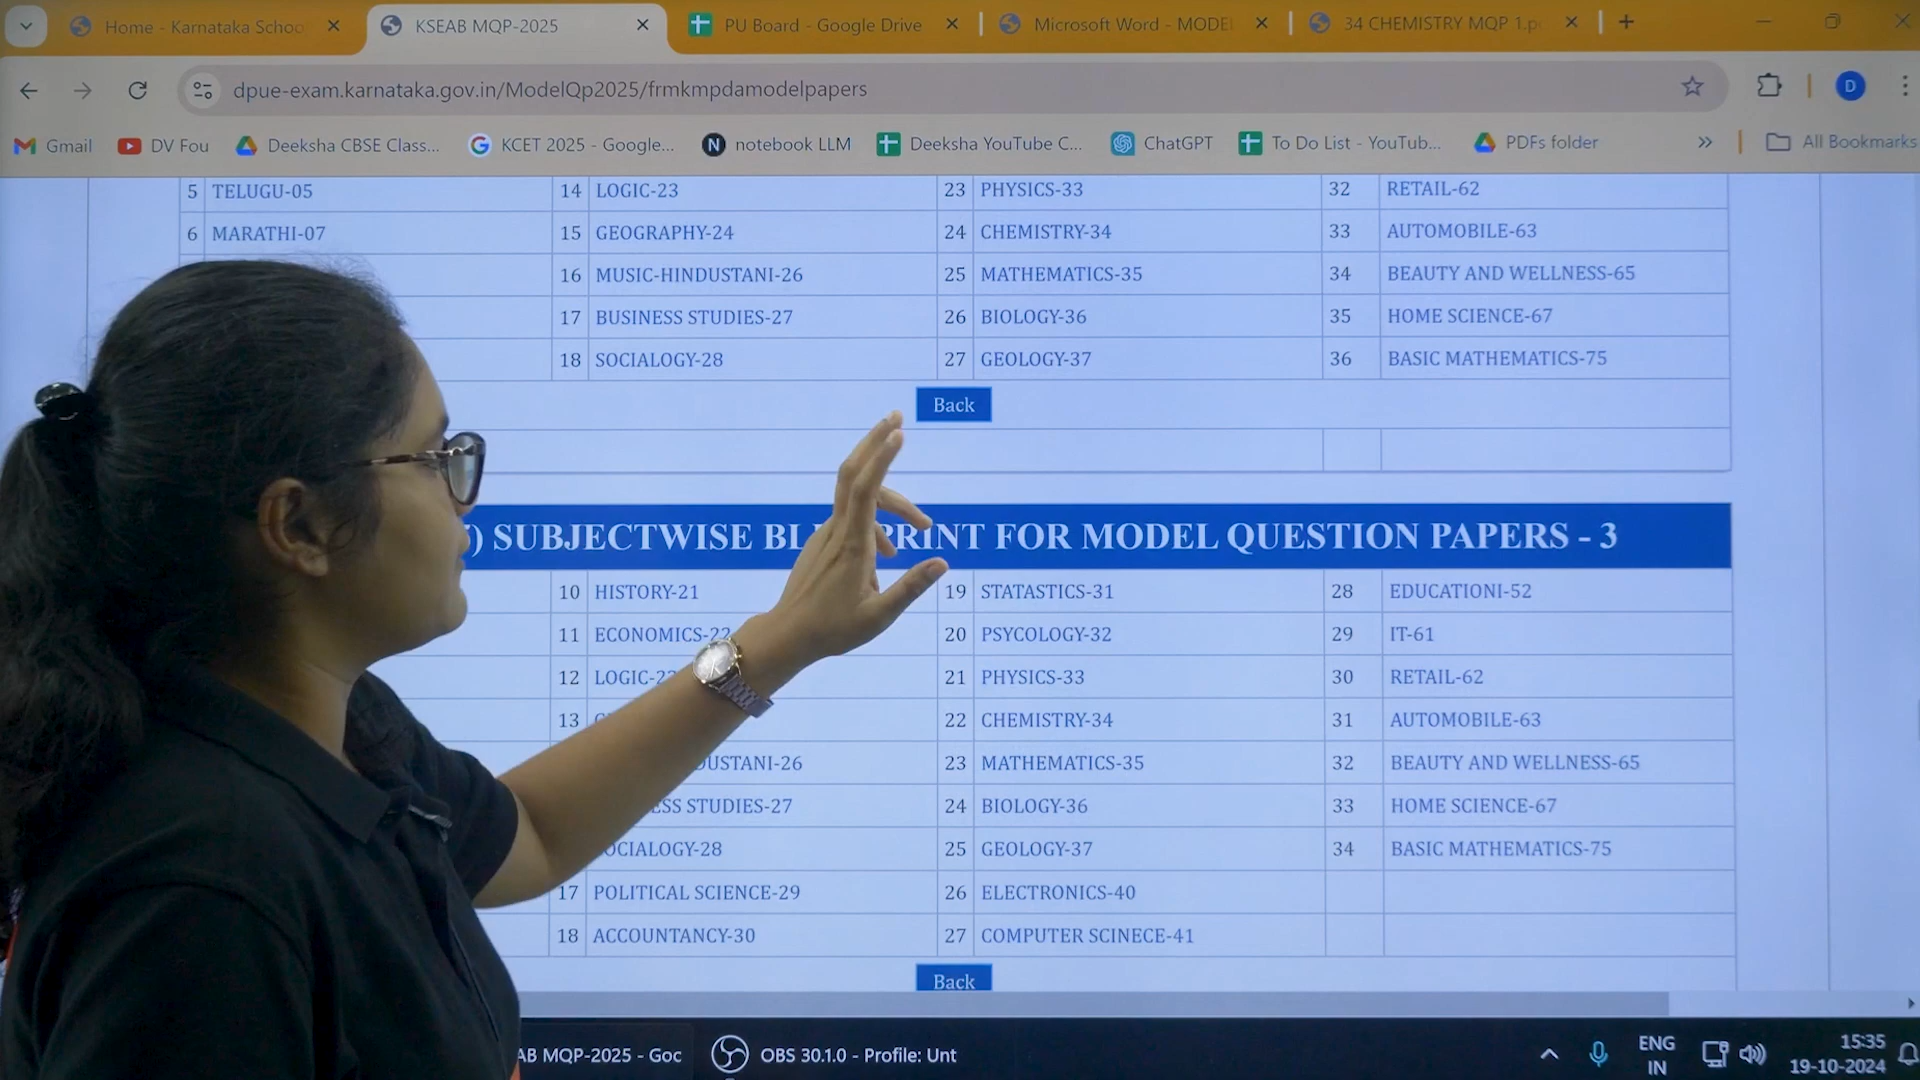 Home - Karnataka Schoo
KSEAB MQP-2025
PU Board - Google Drive
Microsoft Word - MODEL
34 CHEMISTRY MQP 1.p
dpue-exam.karnataka.gov.in/ModelQp2025/frmkmpdamodelpapers
D
Gmail
DV Fou
Deeksha CBSE Class...
KCET 2025 - Google...
notebook LLM
Deeksha YouTube C...
ChatGPT
To Do List - YouTub...
PDFs folder
All Bookmarks
5 TELUGU-05 14 LOGIC-23 23 PHYSICS-33 32 RETAIL-62
6 MARATHI-07 15 GEOGRAPHY-24 24 CHEMISTRY-34 33 AUTOMOBILE-63
16 MUSIC-HINDUSTANI-26 25 MATHEMATICS-35 34 BEAUTY AND WELLNESS-65
17 BUSINESS STUDIES-27 26 BIOLOGY-36 35 HOME SCIENCE-67
18 SOCIALOGY-28 27 GEOLOGY-37 36 BASIC MATHEMATICS-75
Back
) SUBJECTWISE BL PRINT FOR MODEL QUESTION PAPERS - 3
10 HISTORY-21 19 STATASTICS-31 28 EDUCATIONI-52
11 ECONOMICS-22 20 PSYCOLOGY-32 29 IT-61
12 LOGIC-23 21 PHYSICS-33 30 RETAIL-62
13 22 CHEMISTRY-34 31 AUTOMOBILE-63
DUSTANI-26 23 MATHEMATICS-35 32 BEAUTY AND WELLNESS-65
ESS STUDIES-27 24 BIOLOGY-36 33 HOME SCIENCE-67
OCIALOGY-28 25 GEOLOGY-37 34 BASIC MATHEMATICS-75
17 POLITICAL SCIENCE-29 26 ELECTRONICS-40
18 ACCOUNTANCY-30 27 COMPUTER SCINECE-41
Back
AB MQP-2025 - Goc
OBS 30.1.0 - Profile: Unt
ENG
IN
15:35
19-10-2024